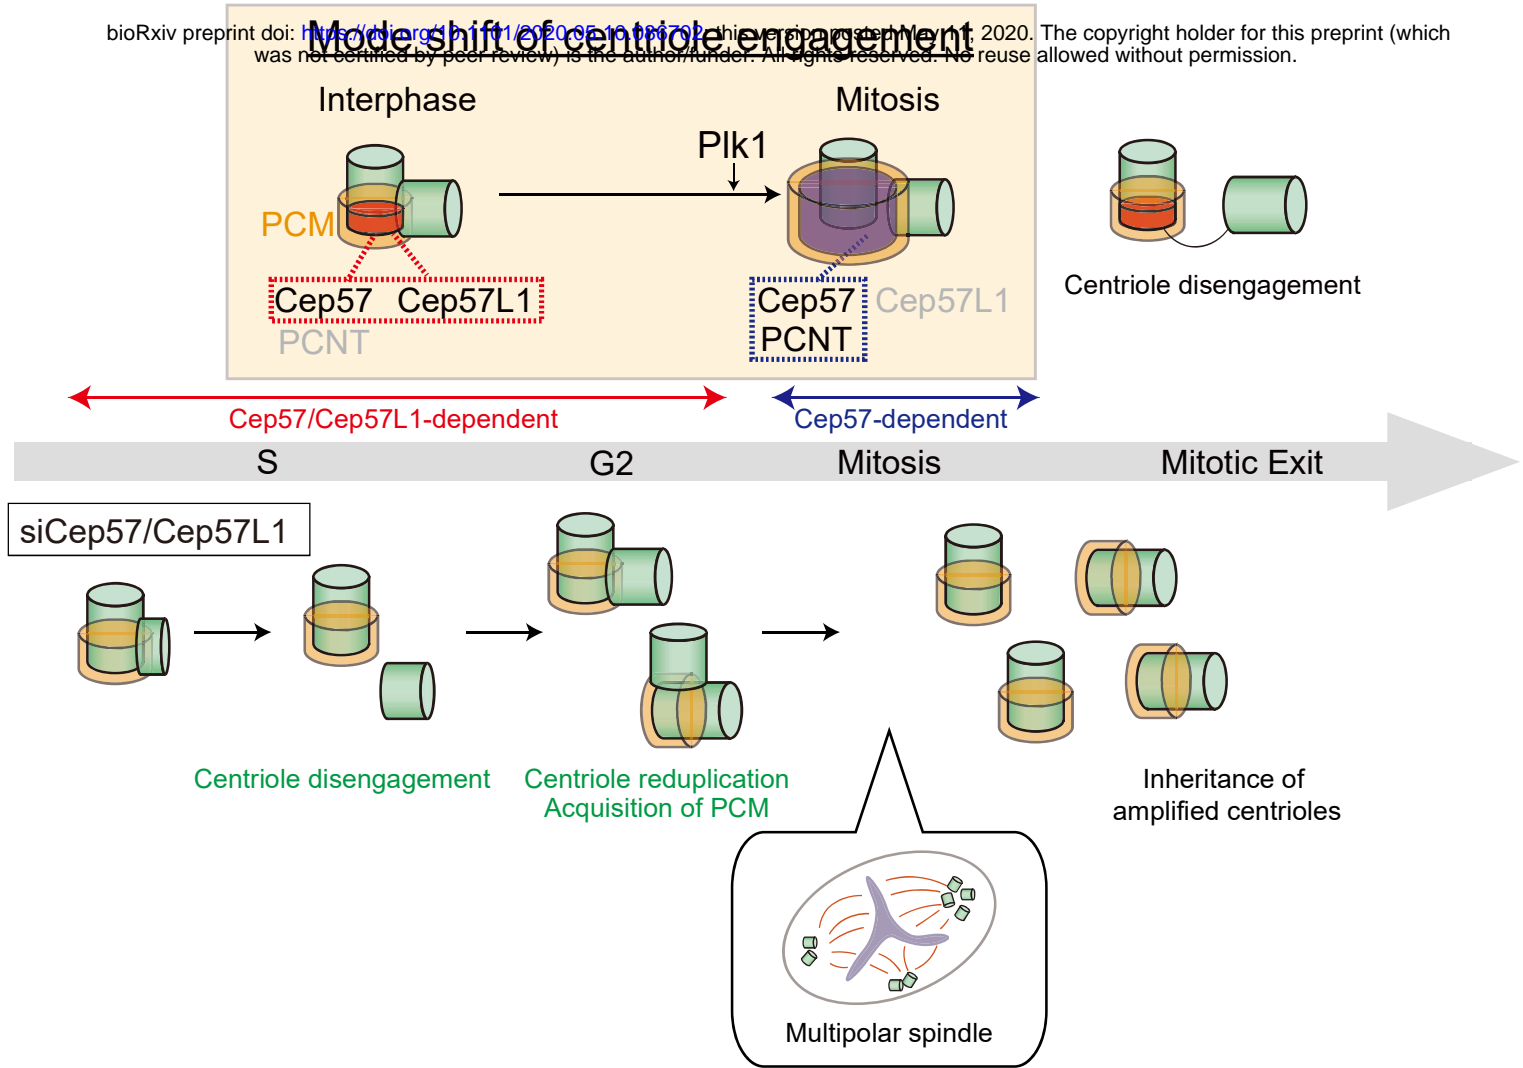 bioRxiv preprint doi: https://doi.org/10.1101/2020.05.10.086702; this version posted May 11, 2020. The copyright holder for this preprint (which
was not certified by peer review) is the author/funder. All rights reserved. No reuse allowed without permission.
Mode shift of centriole engagement
Interphase Mitosis
Plk1
PCM
Cep57 Cep57L1 Cep57 Cep57L1
PCNT PCNT
Centriole disengagement
Cep57/Cep57L1-dependent Cep57-dependent
S G2 Mitosis Mitotic Exit
siCep57/Cep57L1
Centriole disengagement
Centriole reduplication
Acquisition of PCM
Inheritance of
amplified centrioles
Multipolar spindle